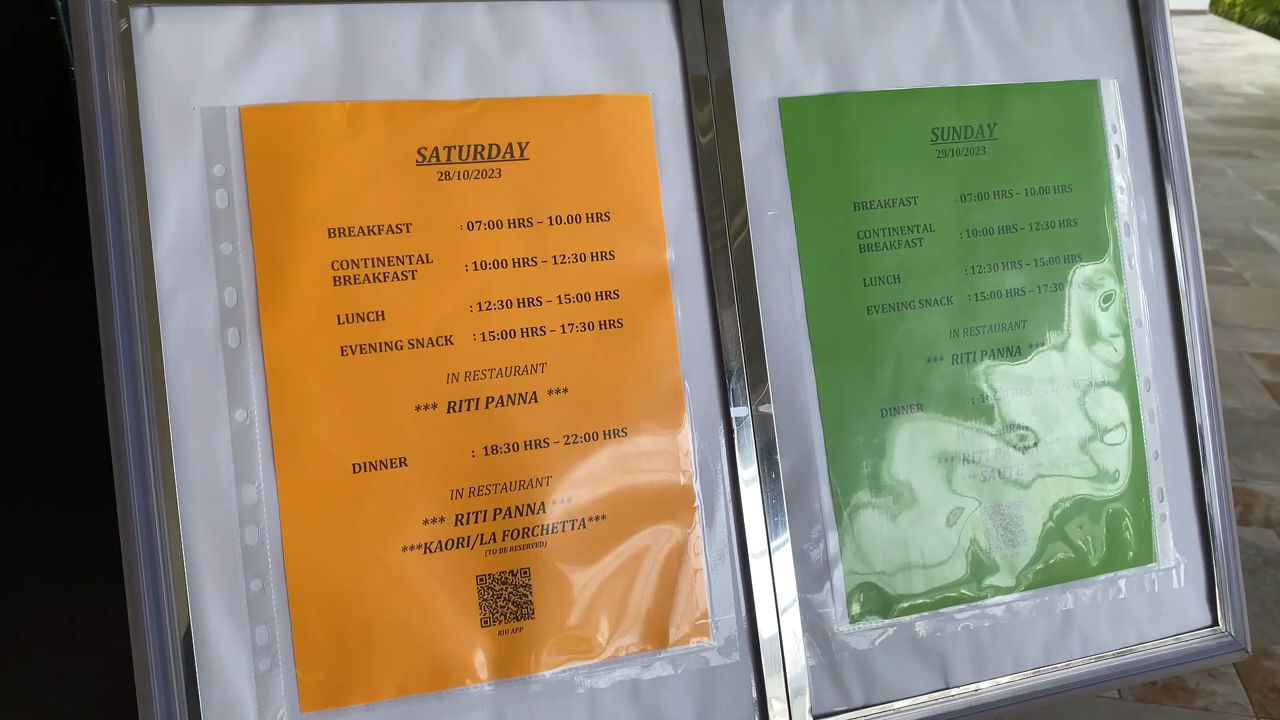 SATURDAY
28/10/2023
BREAKFAST : 07:00 HRS – 10.00 HRS
CONTINENTAL
BREAKFAST : 10:00 HRS – 12:30 HRS
LUNCH : 12:30 HRS – 15:00 HRS
EVENING SNACK : 15:00 HRS – 17:30 HRS
IN RESTAURANT
*** RITI PANNA ***
DINNER : 18:30 HRS – 22:00 HRS
IN RESTAURANT
*** RITI PANNA ***
***KAORI/LA FORCHETTA***
(TO BE RESERVED)
RIU APP
SUNDAY
29/10/2023
BREAKFAST : 07:00 HRS – 10.00 HRS
CONTINENTAL
BREAKFAST : 10:00 HRS – 12:30 HRS
LUNCH : 12:30 HRS – 15:00 HRS
EVENING SNACK : 15:00 HRS – 17:30
IN RESTAURANT
*** RITI PANNA ***
DINNER :
RITI PANNA
*** SAUTE